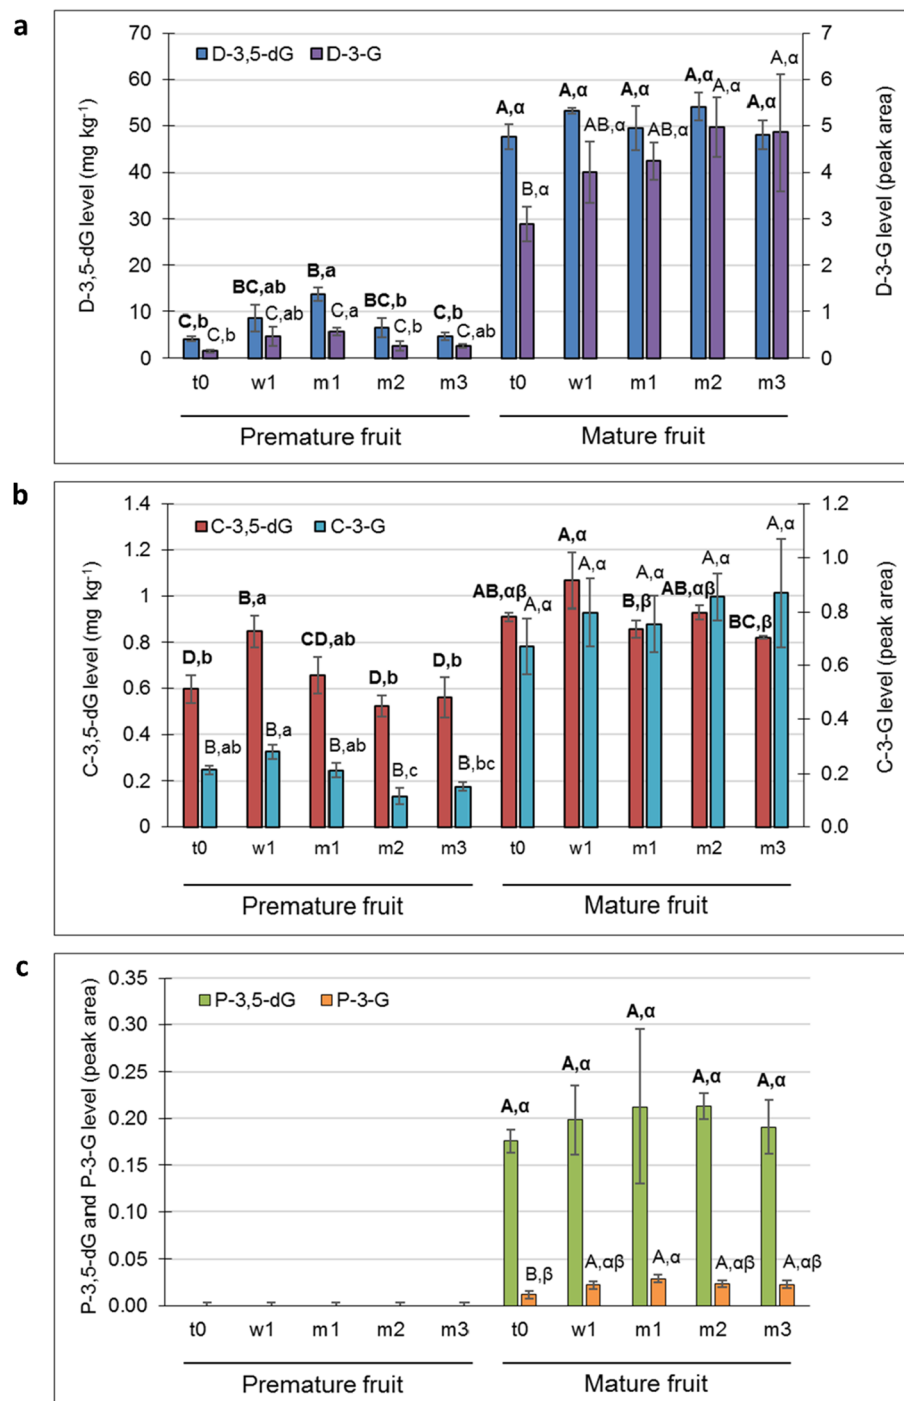 a
D-3,5-dG level (mg kg⁻¹)
D-3-G level (peak area)
D-3,5-dG D-3-G
70 7
60 6
50 5
40 4
30 3
20 2
10 1
0 0
C,b C,b BC,ab C,ab B,a C,a BC,b C,b C,b C,ab A,α B,α A,α AB,α A,α AB,α A,α A,α A,α A,α
t0 w1 m1 m2 m3 t0 w1 m1 m2 m3
Premature fruit Mature fruit
b
C-3,5-dG level (mg kg⁻¹)
C-3-G level (peak area)
C-3,5-dG C-3-G
1.4 1.2
1.2 1.0
1 0.8
0.8 0.6
0.6 0.4
0.4 0.2
0.2 0.0
0
D,b B,ab B,a B,a CD,ab B,ab D,b B,c D,b B,bc AB,αβ A,α A,α A,α B,β A,α AB,αβ A,α BC,β A,α
t0 w1 m1 m2 m3 t0 w1 m1 m2 m3
Premature fruit Mature fruit
c
P-3,5-dG and P-3-G level (peak area)
P-3,5-dG P-3-G
0.35
0.30
0.25
0.20
0.15
0.10
0.05
0.00
A,α B,β A,α A,αβ A,α A,α A,α A,αβ A,α A,αβ
t0 w1 m1 m2 m3 t0 w1 m1 m2 m3
Premature fruit Mature fruit